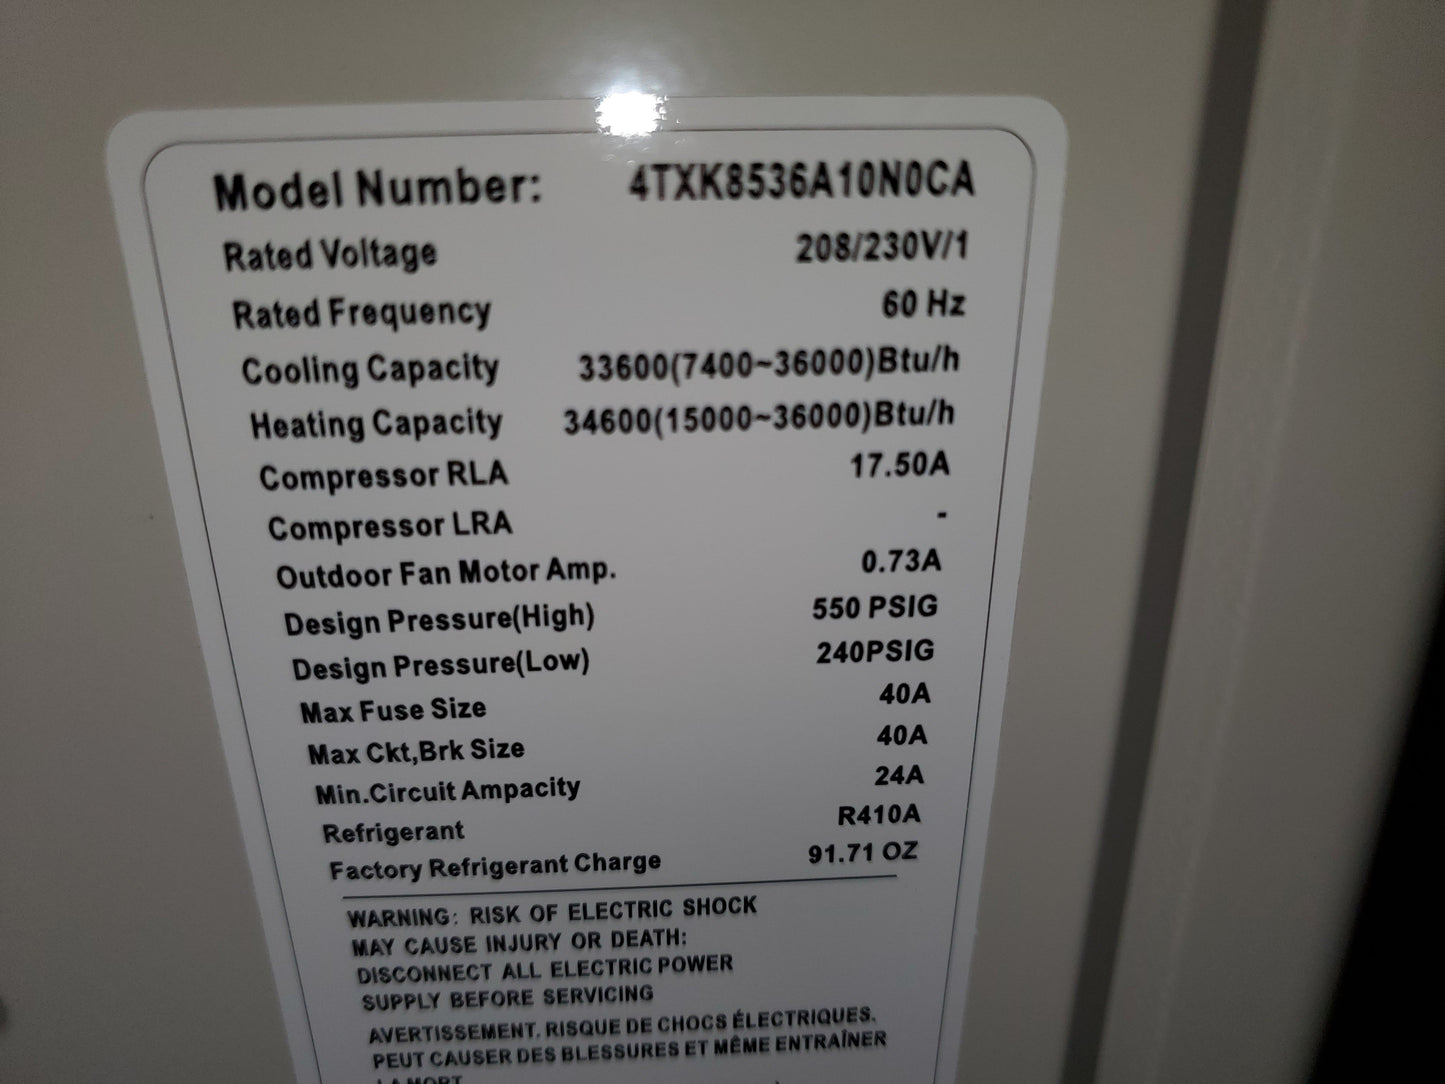 Model Number: 4TXK8536A10N0CA
Rated Voltage 208/230V/1
Rated Frequency 60 Hz
Cooling Capacity 33600(7400~36000)Btu/h
Heating Capacity 34600(15000~36000)Btu/h
Compressor RLA 17.50A
Compressor LRA -
Outdoor Fan Motor Amp. 0.73A
Design Pressure(High) 550 PSIG
Design Pressure(Low) 240PSIG
Max Fuse Size 40A
Max Ckt,Brk Size 40A
Min.Circuit Ampacity 24A
Refrigerant R410A
Factory Refrigerant Charge 91.71 OZ
WARNING: RISK OF ELECTRIC SHOCK
MAY CAUSE INJURY OR DEATH:
DISCONNECT ALL ELECTRIC POWER
SUPPLY BEFORE SERVICING
AVERTISSEMENT. RISQUE DE CHOCS ÉLECTRIQUES.
PEUT CAUSER DES BLESSURES ET MÊME ENTRAÎNER
LA MORT